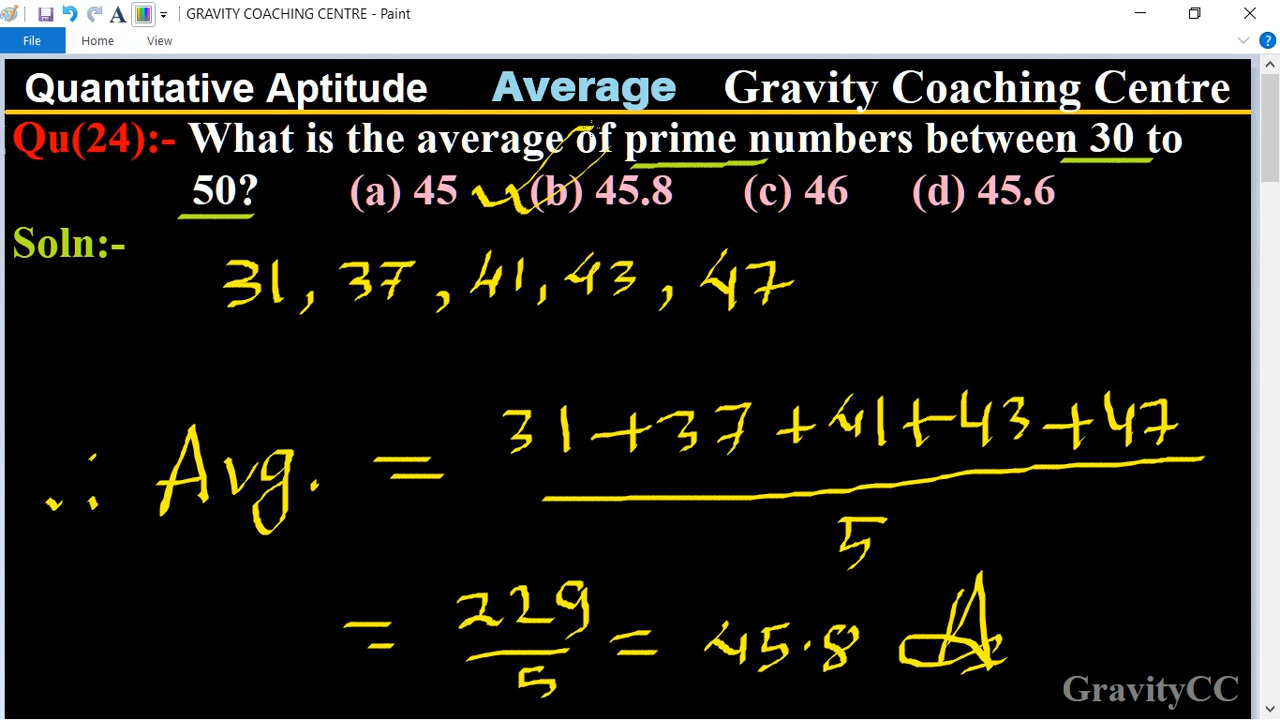 GRAVITY COACHING CENTRE - Paint
File Home View
Quantitative Aptitude Average Gravity Coaching Centre
Qu(24):- What is the average of prime numbers between 30 to
50? (a) 45 (b) 45.8 (c) 46 (d) 45.6
Soln:-
31, 37, 41, 43, 47
31+37+41+43+47
∴ Avg. =
5
229
= = 45.8 A
5
GravityCC